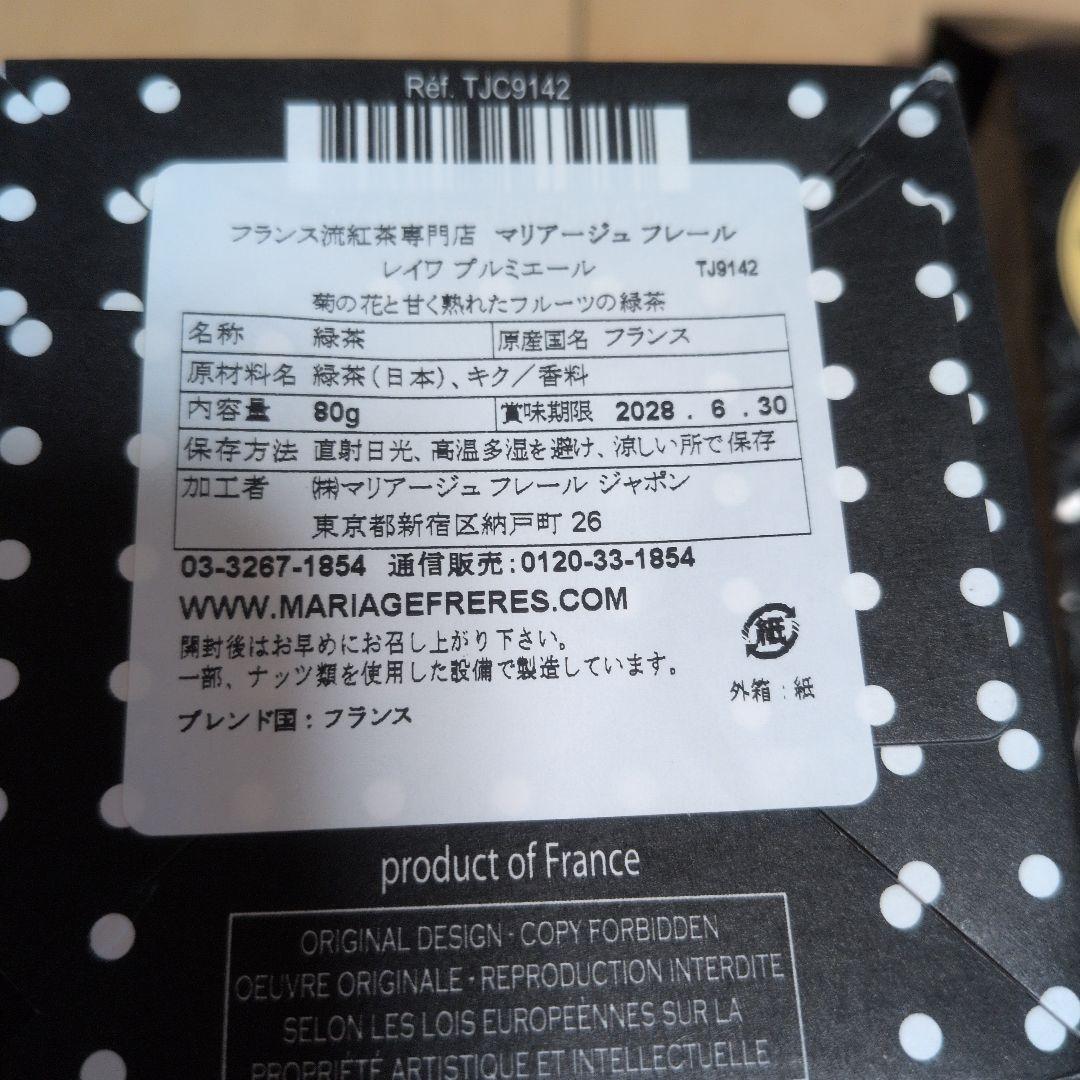 Réf. TJC9142
フランス流紅茶専門店 マリアージュ フレール
レイワ プルミエール TJ9142
菊の花と甘く熟れたフルーツの緑茶
名称 緑茶 原産国名 フランス
原材料名 緑茶(日本)、キク/香料
内容量 80g 賞味期限 2028 . 6 . 30
保存方法 直射日光、高温多湿を避け、涼しい所で保存
加工者 ㈱マリアージュ フレール ジャポン
東京都新宿区納戸町 26
03-3267-1854 通信販売:0120-33-1854
WWW.MARIAGEFRERES.COM
開封後はお早めにお召し上がり下さい。
一部、ナッツ類を使用した設備で製造しています。
紙
外箱:紙
ブレンド国:フランス
product of France
ORIGINAL DESIGN · COPY FORBIDDEN
OEUVRE ORIGINALE · REPRODUCTION INTERDITE
SELON LES LOIS EUROPEÈNNES SUR LA
PROPRIÉTÉ ARTISTIQUE ET INTELLECTUELLE